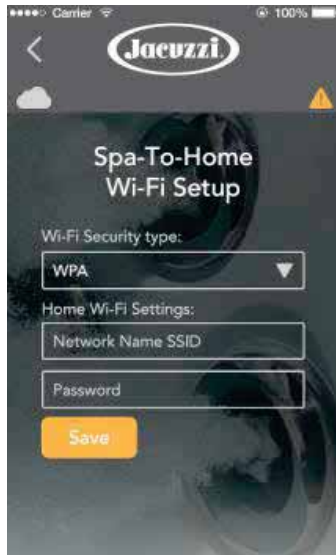 Carrier 100%
Jacuzzi
Spa-To-Home
Wi-Fi Setup
Wi-Fi Security type:
WPA
Home Wi-Fi Settings:
Network Name SSID
Password
Save